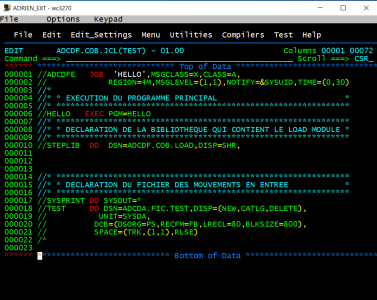 ADRIEN_EXT - wc3270
File Options Keypad
File Edit Edit_Settings Menu Utilities Compilers Test Help
EDIT ADCDF.COB.JCL(TEST) - 01.00 Columns 00001 00072
Command ===> Scroll ===> CSR
****** **************************** Top of Data ****************************
000001 //ADCDFE JOB 'HELLO',MSGCLASS=X,CLASS=A,
000002 // REGION=4M,MSGLEVEL=(1,1),NOTIFY=&SYSUID,TIME=(0,30)
000003 //*
000004 //* * EXECUTION DU PROGRAMME PRINCIPAL *
000005 //****************************************************************
000006 //HELLO EXEC PGM=HELLO
000007 //****************************************************************
000008 //* * DECLARATION DE LA BIBLIOTHEQUE QUI CONTIENT LE LOAD MODULE *
000009 //****************************************************************
000010 //STEPLIB DD DSN=ADCDF.COB.LOAD,DISP=SHR,
000011
000012
000013
000014 //****************************************************************
000015 //* * DECLARATION DU FICHIER DES MOUVEMENTS EN ENTREE *
000016 //****************************************************************
000017 //SYSPRINT DD SYSOUT=*
000018 //TEST DD DSN=ADCDA.FIC.TEST,DISP=(NEW,CATLG,DELETE),
000019 // UNIT=SYSDA,
000020 // DCB=(DSORG=PS,RECFM=FB,LRECL=80,BLKSIZE=800),
000021 // SPACE=(TRK,(1,1),RLSE)
000022 /*
000023
****** *************************** Bottom of Data ***************************